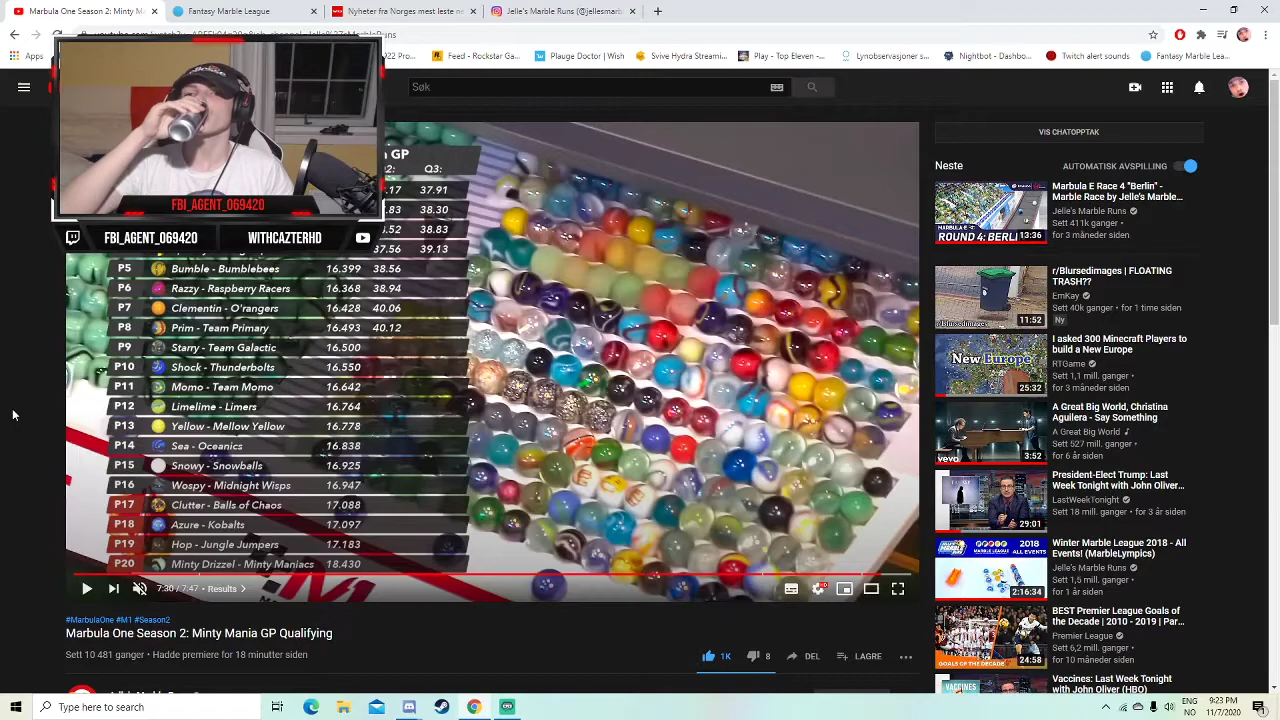 Marbula One Season 2: Minty Ma
Fantasy Marble League
Nyheter fra Norges mest leste ne
Jelle's Marble Runs (@jellesmarb
Apps
Feed - Rockstar Ga...
Plauge Doctor | Wish
Svive Hydra Streami...
Play - Top Eleven -...
Lynobservasjoner s...
Nightbot - Dashbo...
Twitch alerts sound
Fantasy Marble Lea...
Søk
FBI_AGENT_069420
FBI_AGENT_069420
WITHCAZTERHD
GP
Q3:
37.91
38.30
38.83
37.56 39.13
P5 Bumble - Bumblebees 16.399 38.56
P6 Razzy - Raspberry Racers 16.368 38.94
P7 Clementin - O'rangers 16.428 40.06
P8 Prim - Team Primary 16.493 40.12
P9 Starry - Team Galactic 16.500
P10 Shock - Thunderbolts 16.550
P11 Momo - Team Momo 16.642
P12 Limelime - Limers 16.764
P13 Yellow - Mellow Yellow 16.778
P14 Sea - Oceanics 16.838
P15 Snowy - Snowballs 16.925
P16 Wospy - Midnight Wisps 16.947
P17 Clutter - Balls of Chaos 17.088
P18 Azure - Kobalts 17.097
P19 Hop - Jungle Jumpers 17.183
P20 Minty Drizzel - Minty Maniacs 18.430
7:30 / 7:47 • Results
#MarbulaOne #M1 #Season2
Marbula One Season 2: Minty Mania GP Qualifying
Sett 10 481 ganger • Hadde premiere for 18 minutter siden
1K
8
DEL
LAGRE
VIS CHATOPPTAK
Neste
AUTOMATISK AVSPILLING
ROUND 4: BERLI
13:36
Marbula E Race 4 "Berlin" -
Marble Race by Jelle's Marble...
Jelle's Marble Runs
Sett 411k ganger •
for 3 måneder siden
r/Blursedimages
11:52
r/Blursedimages | FLOATING
TRASH??
EmKay
Sett 40k ganger • for 1 time siden
Ny
New Europe
25:32
I asked 300 Minecraft Players to
build a New Europe
RTGame
Sett 1,1 mill. ganger •
for 3 måneder siden
vevo
3:52
A Great Big World, Christina
Aguilera - Say Something
A Great Big World
Sett 527 mill. ganger •
for 6 år siden
29:01
President-Elect Trump: Last
Week Tonight with John Oliver...
LastWeekTonight
Sett 18 mill. ganger • for 3 år siden
2018
ALL EVENTS
2:16:34
Winter Marble League 2018 - All
Events! (MarbleLympics)
Jelle's Marble Runs
Sett 1,5 mill. ganger •
for 1 år siden
GOALS OF THE DECADE
24:58
BEST Premier League Goals of
the Decade | 2010 - 2019 | Par...
Premier League
Sett 6,2 mill. ganger •
for 10 måneder siden
VACCINES
Vaccines: Last Week Tonight
with John Oliver (HBO)
Type here to search
NO
9:23 PM
11/7/2020